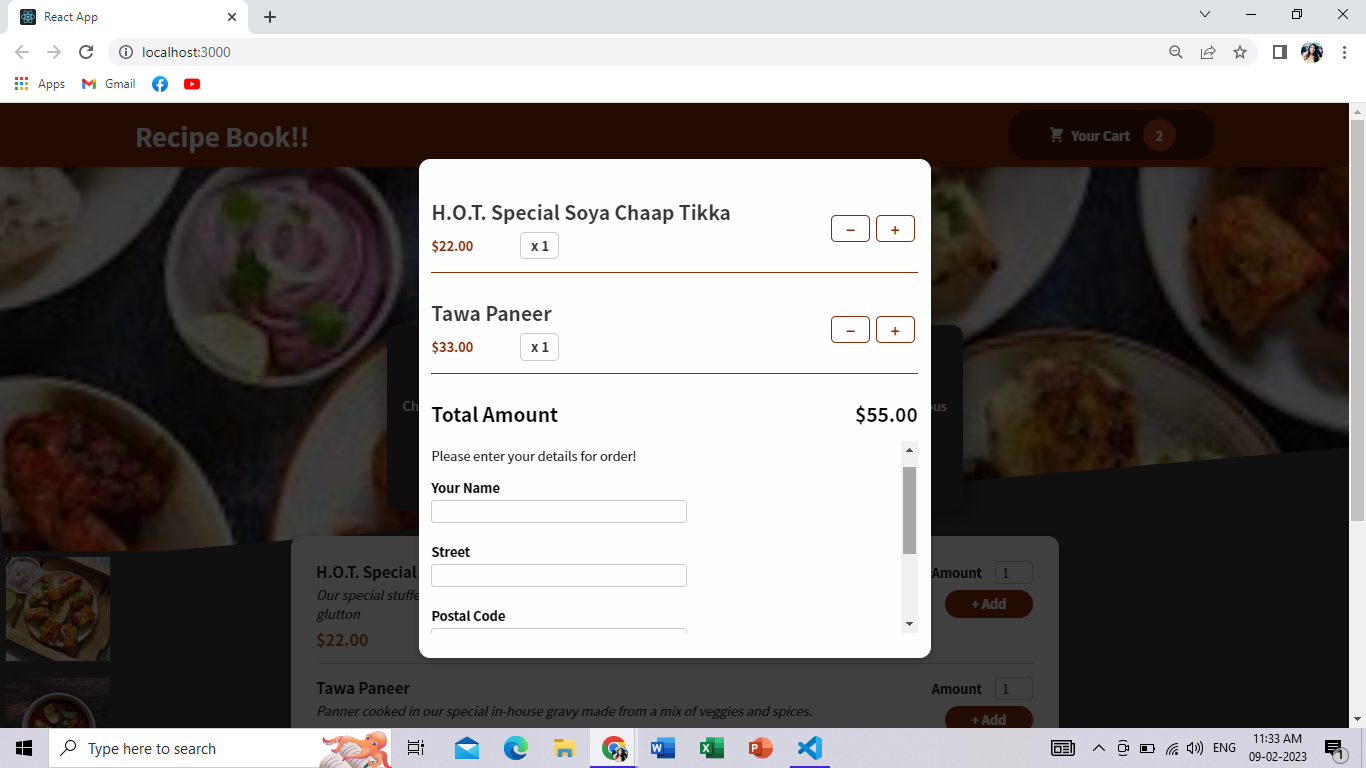 React App
localhost:3000
Apps
Gmail
Recipe Book!!
Your Cart 2
H.O.T. Special Soya Chaap Tikka
$22.00 x 1 − +
Tawa Paneer
$33.00 x 1 − +
Ch
ous
Total Amount $55.00
Please enter your details for order!
Your Name
Street
Postal Code
H.O.T. Special
Our special stuffe
glutton
$22.00
Amount 1
+ Add
Tawa Paneer
Panner cooked in our special in-house gravy made from a mix of veggies and spices.
Amount 1
+ Add
Type here to search
ENG
11:33 AM
09-02-2023
1